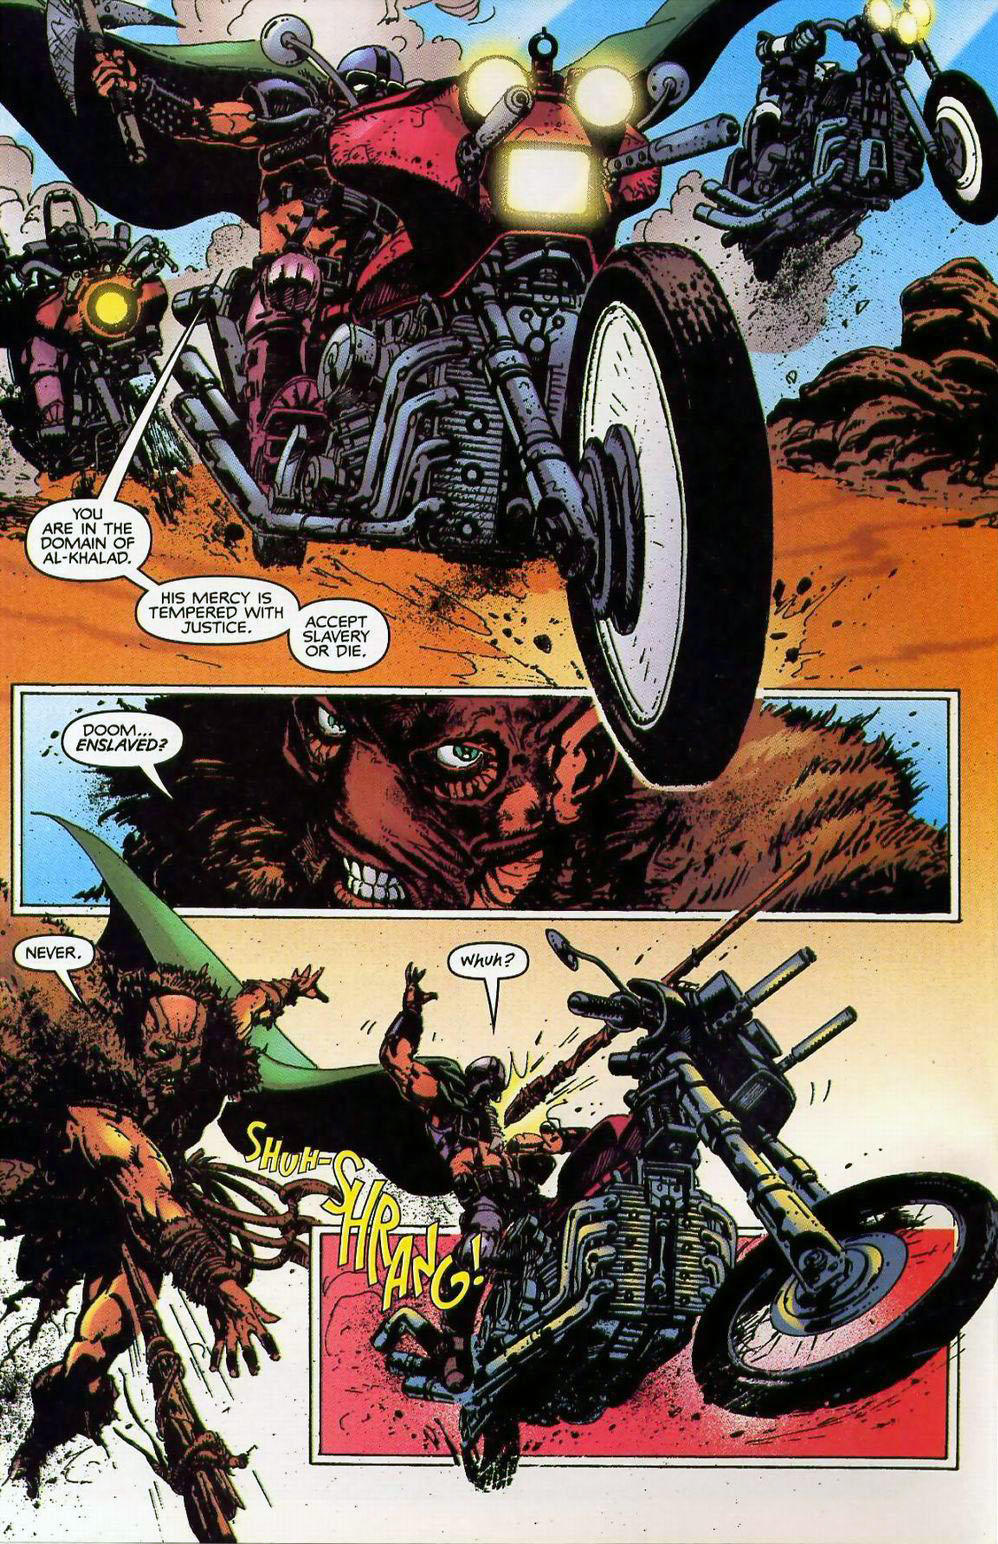 YOU
ARE IN THE
DOMAIN OF
AL-KHALAD.
HIS MERCY IS
TEMPERED WITH
JUSTICE.
ACCEPT
SLAVERY
OR DIE.
DOOM...
ENSLAVED?
NEVER.
WHUH?
SHUH-
SHRANG!